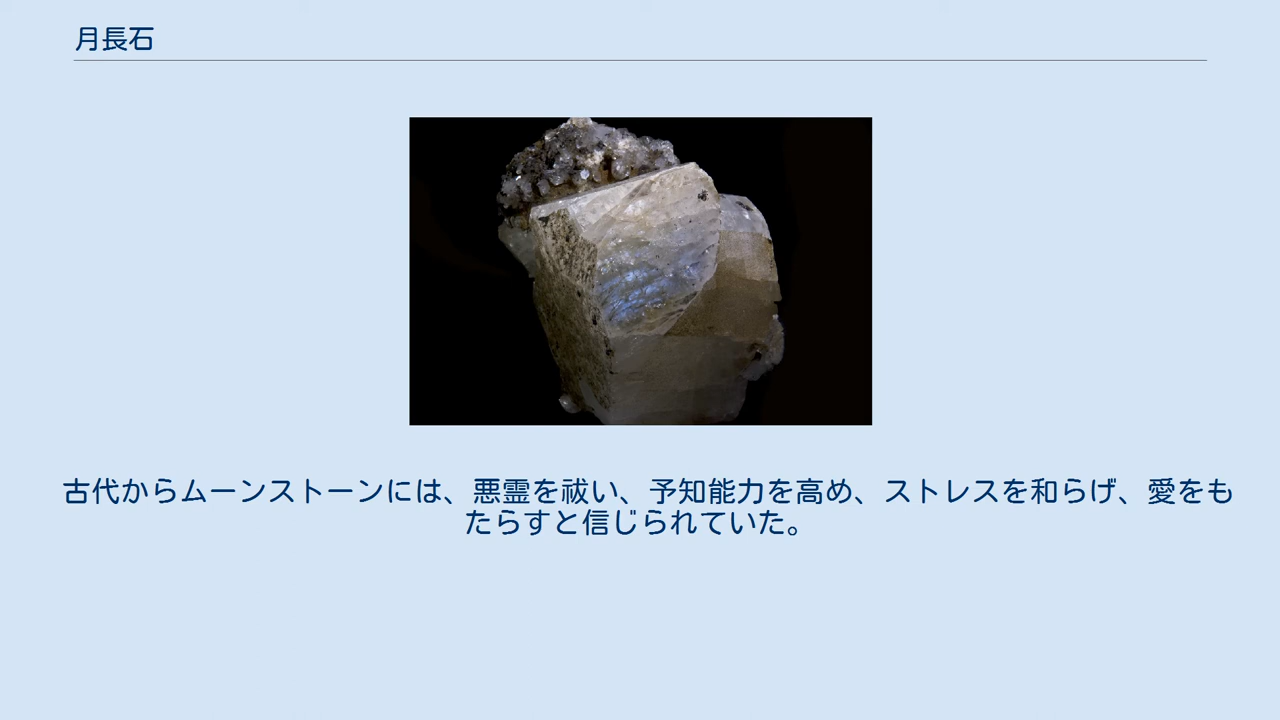 月長石
古代からムーンストーンには、悪霊を祓い、予知能力を高め、ストレスを和らげ、愛をも
たらすと信じられていた。